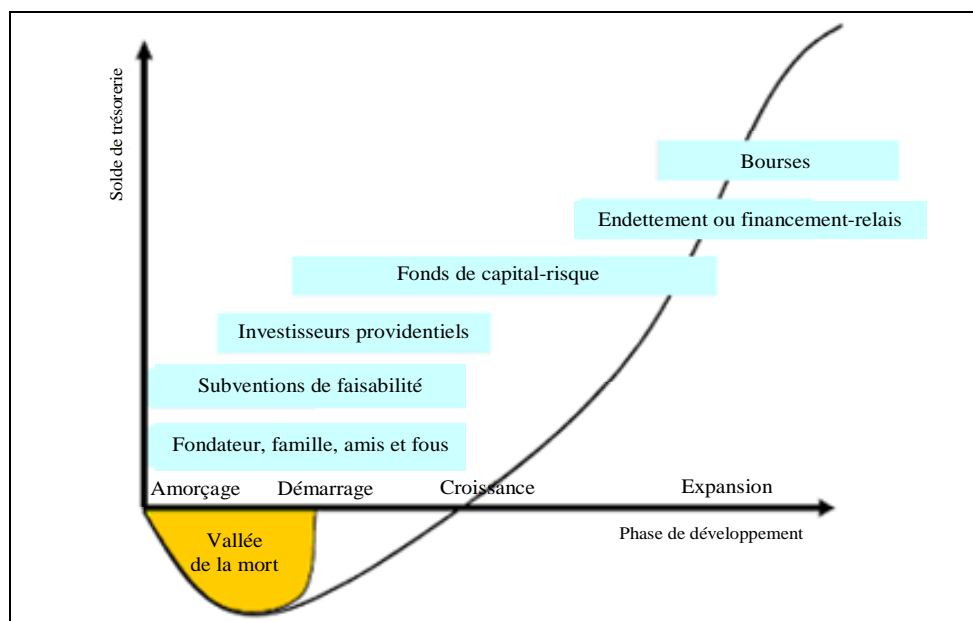 Solde de trésorerie
Bourses
Endettement ou financement-relais
Fonds de capital-risque
Investisseurs providentiels
Subventions de faisabilité
Fondateur, famille, amis et fous
Amorçage
Démarrage
Croissance
Expansion
Phase de développement
Vallée
de la mort